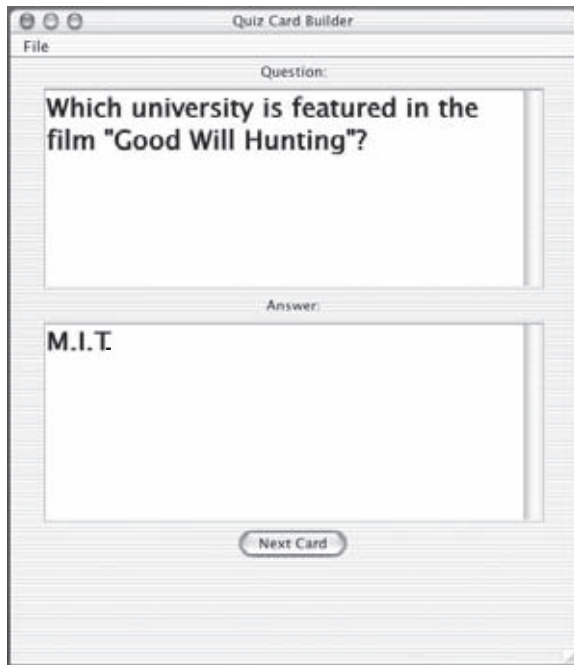 Quiz Card Builder
File
Question:
Which university is featured in the
film "Good Will Hunting"?
Answer:
M.I.T.
Next Card